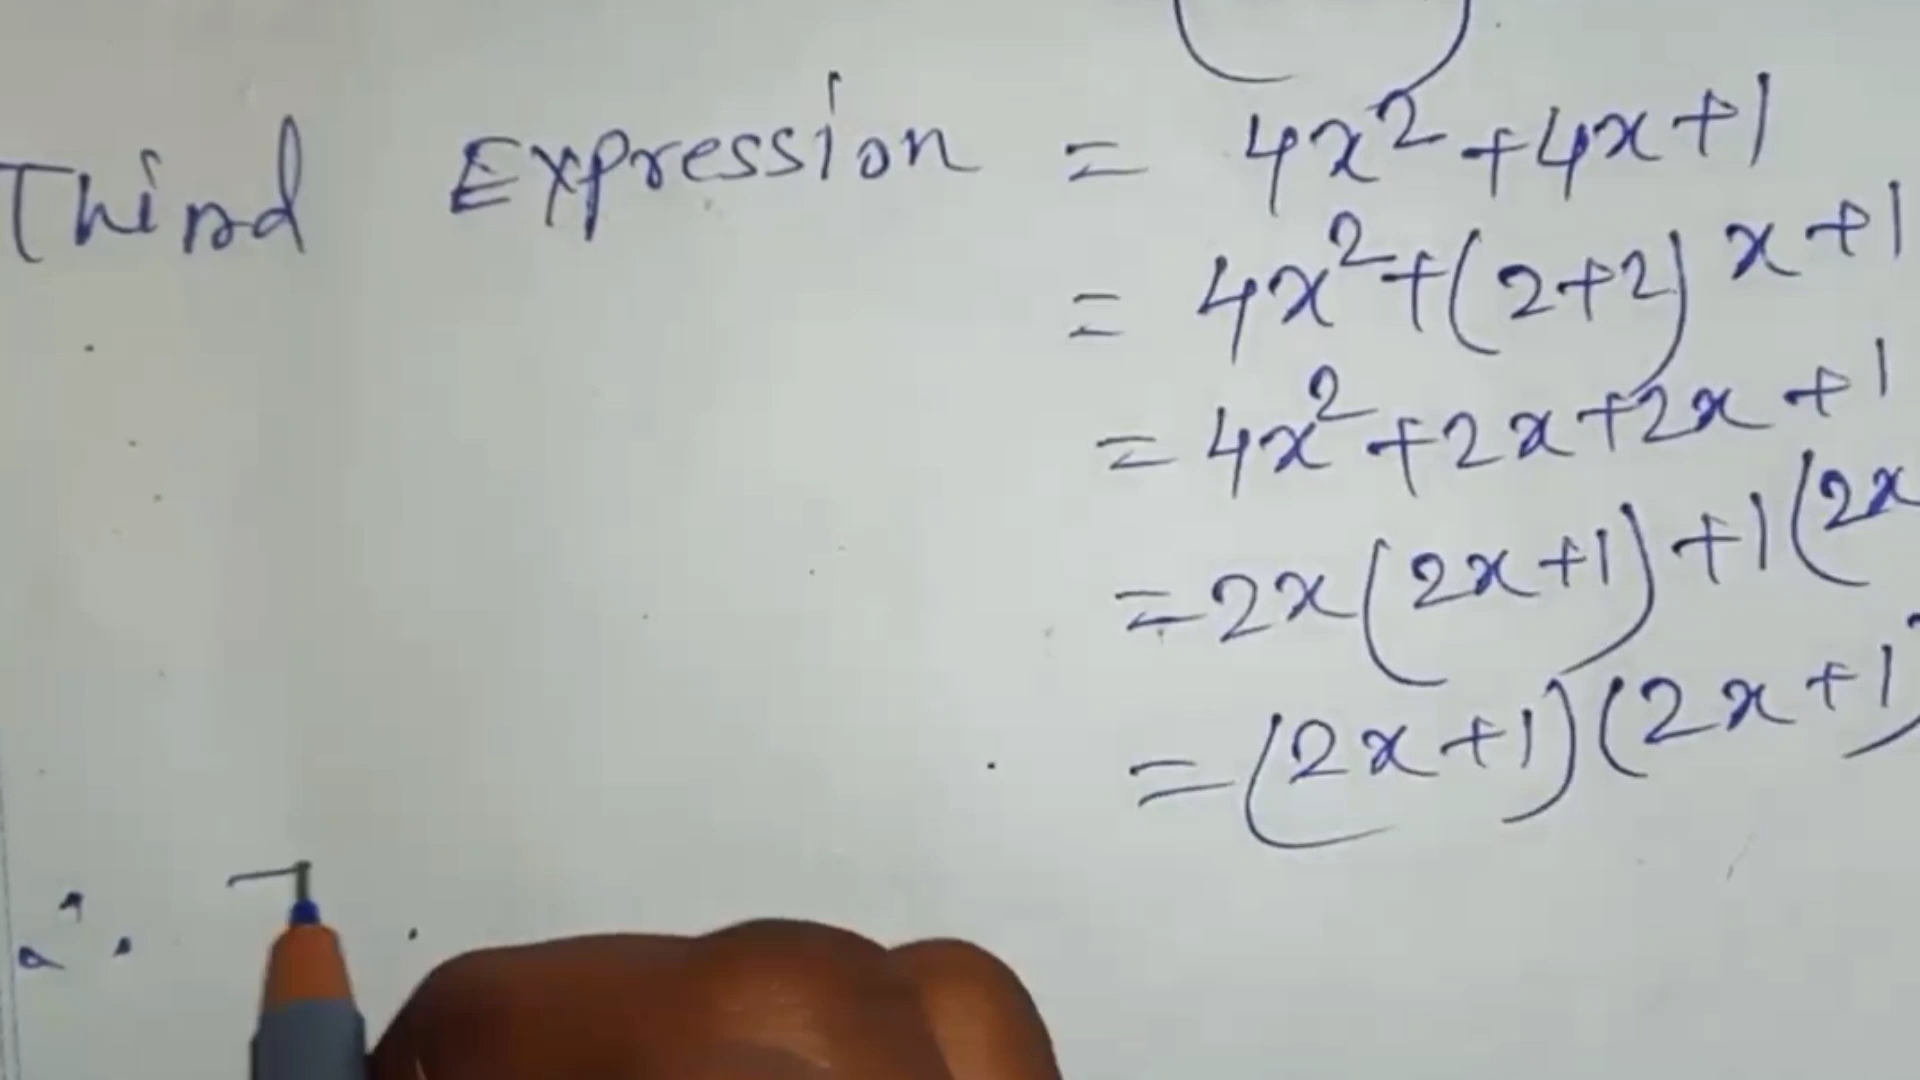 Third Expression = 4x²+4x+1
= 4x²+(2+2)x+1
= 4x²+2x+2x+1
=2x(2x+1)+1(2x
=(2x+1)(2x+1)
∴